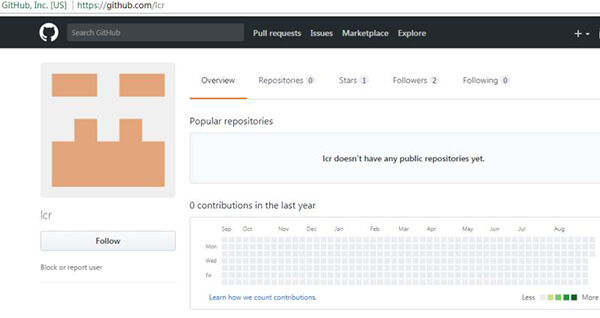 GitHub, Inc. [US] https://github.com/lcr
Search GitHub Pull requests Issues Marketplace Explore
Overview Repositories 0 Stars 1 Followers 2 Following 0
Popular repositories
lcr doesn't have any public repositories yet.
lcr
Follow
Block or report user
0 contributions in the last year
Sep Oct Nov Dec Jan Feb Mar Apr May Jun Jul Aug
Mon
Wed
Fri
Learn how we count contributions. Less More